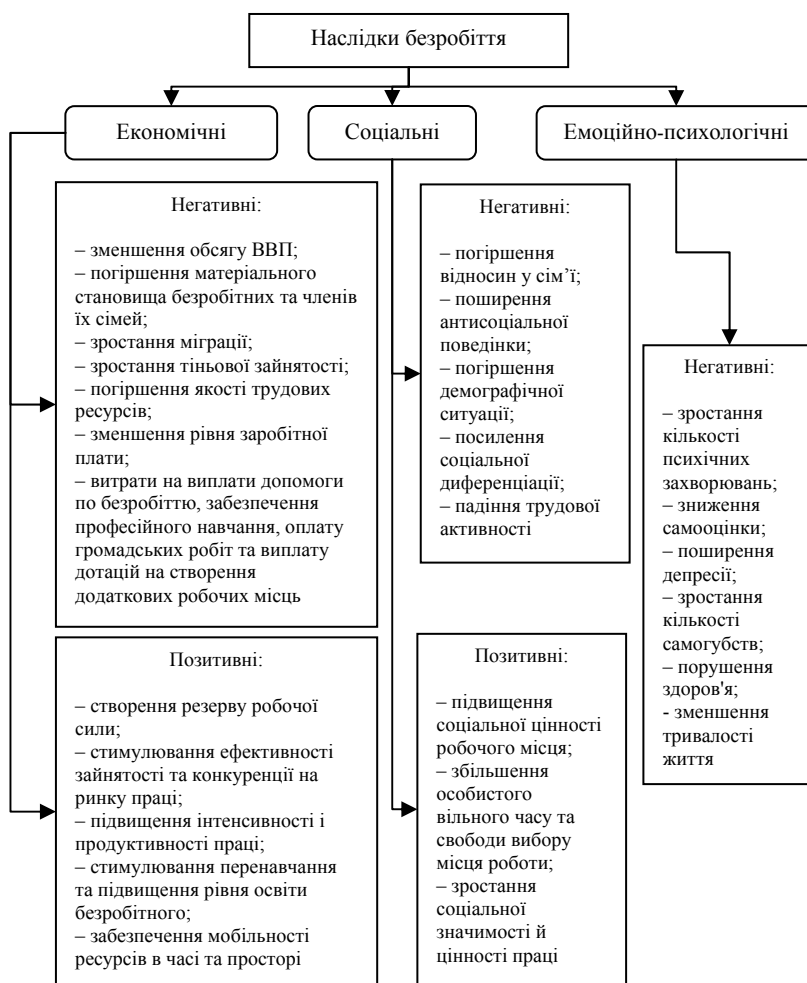 Наслідки безробіття
Економічні
Соціальні
Емоційно-психологічні
Негативні:
– зменшення обсягу ВВП;
– погіршення матеріального
становища безробітних та членів
їх сімей;
– зростання міграції;
– зростання тіньової зайнятості;
– погіршення якості трудових
ресурсів;
– зменшення рівня заробітної
плати;
– витрати на виплати допомоги
по безробіттю, забезпечення
професійного навчання, оплату
громадських робіт та виплату
дотацій на створення
додаткових робочих місць
Позитивні:
– створення резерву робочої
сили;
– стимулювання ефективності
зайнятості та конкуренції на
ринку праці;
– підвищення інтенсивності і
продуктивності праці;
– стимулювання перенавчання
та підвищення рівня освіти
безробітного;
– забезпечення мобільності
ресурсів в часі та просторі
Негативні:
– погіршення
відносин у сім’ї;
– поширення
антисоціальної
поведінки;
– погіршення
демографічної
ситуації;
– посилення
соціальної
диференціації;
– падіння трудової
активності
Позитивні:
– підвищення
соціальної цінності
робочого місця;
– збільшення
особистого
вільного часу та
свободи вибору
місця роботи;
– зростання
соціальної
значимості й
цінності праці
Негативні:
– зростання
кількості
психічних
захворювань;
– зниження
самооцінки;
– поширення
депресії;
– зростання
кількості
самогубств;
– порушення
здоров'я;
- зменшення
тривалості
життя